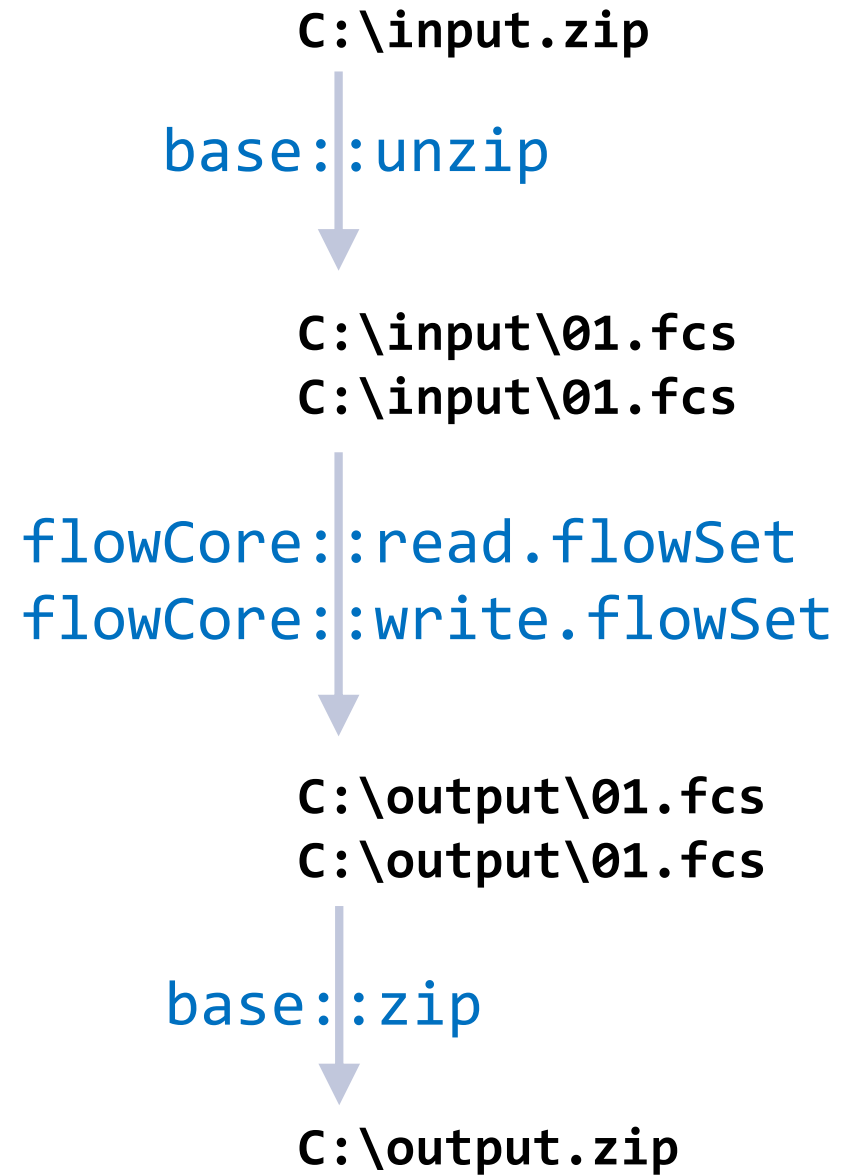 C:\input.zip
base::unzip
C:\input\01.fcs
C:\input\01.fcs
flowCore::read.flowSet
flowCore::write.flowSet
C:\output\01.fcs
C:\output\01.fcs
base::zip
C:\output.zip